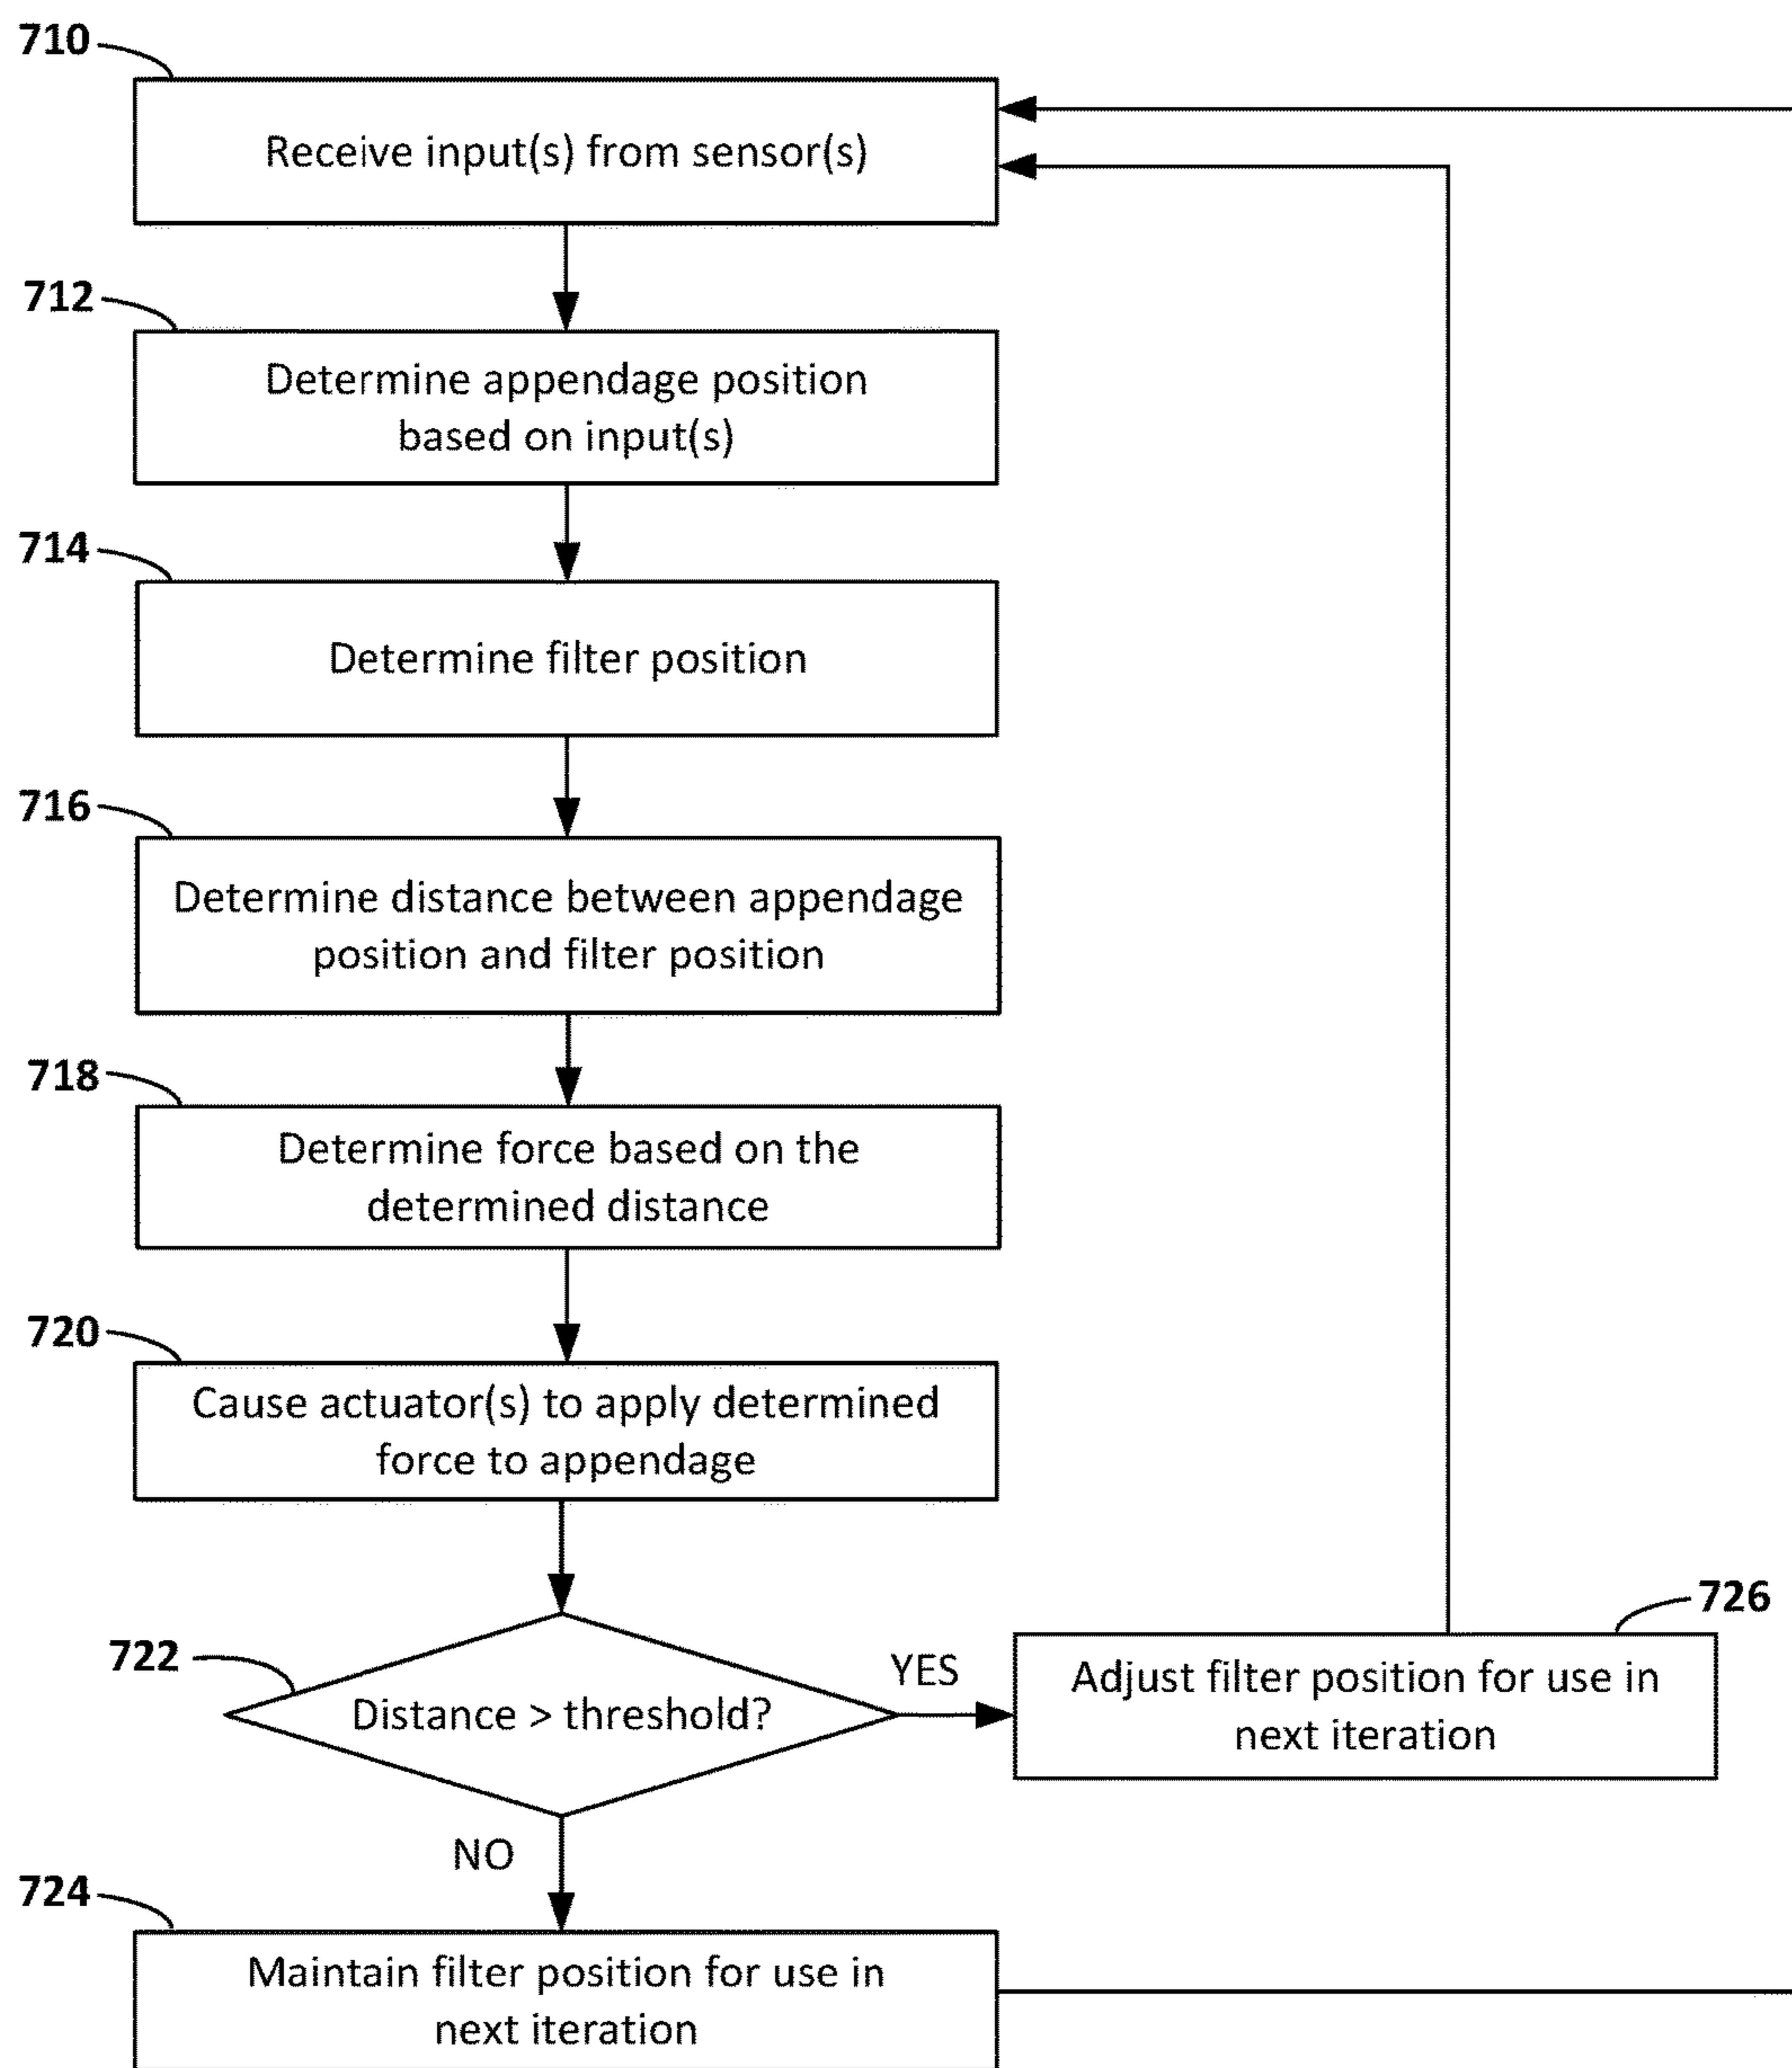 710
Receive input(s) from sensor(s)
712
Determine appendage position
based on input(s)
714
Determine filter position
716
Determine distance between appendage
position and filter position
718
Determine force based on the
determined distance
720
Cause actuator(s) to apply determined
force to appendage
722
Distance > threshold?
YES
726
Adjust filter position for use in
next iteration
NO
724
Maintain filter position for use in
next iteration